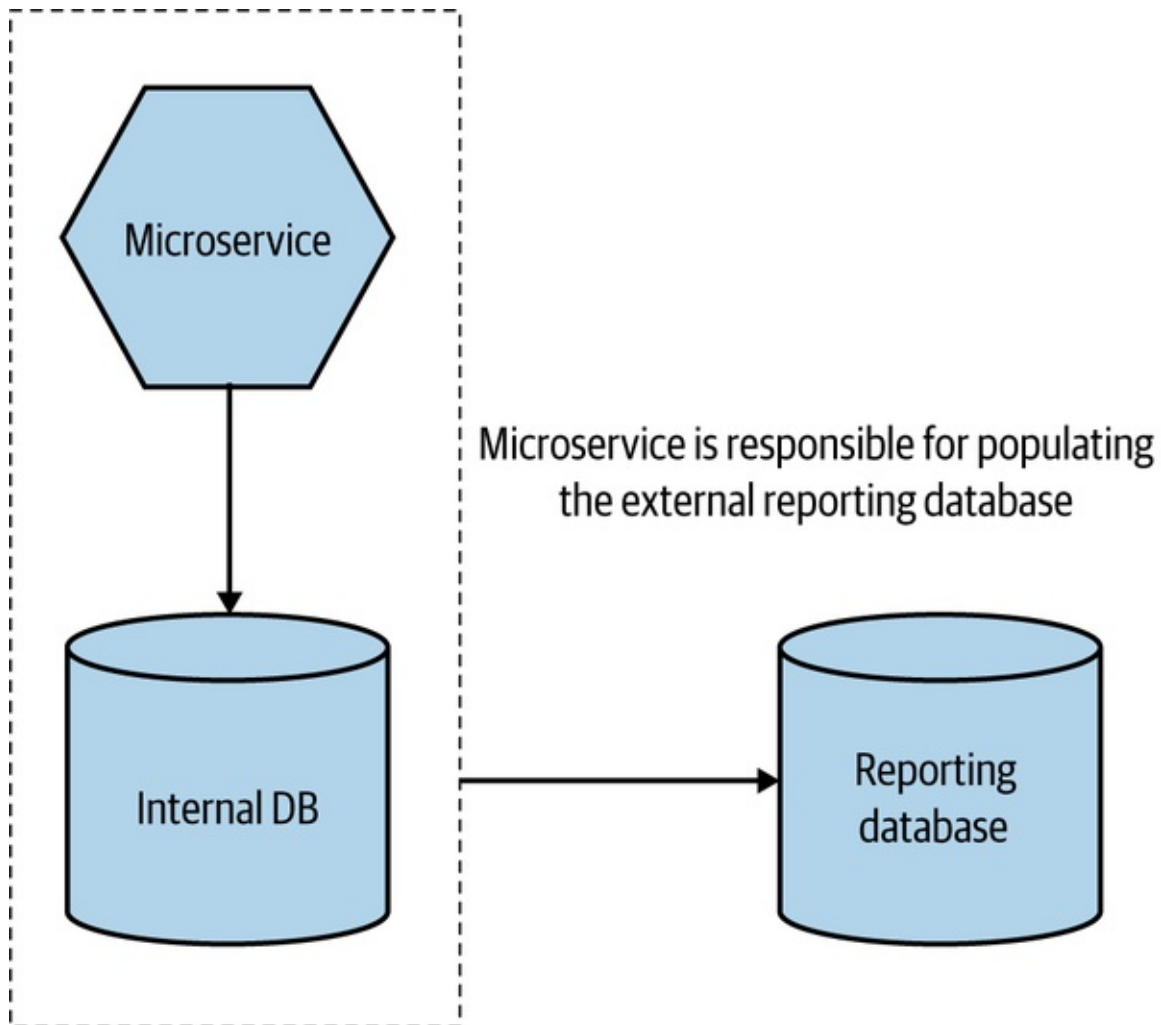 Microservice
Microservice is responsible for populating
the external reporting database
Internal DB
Reporting
database